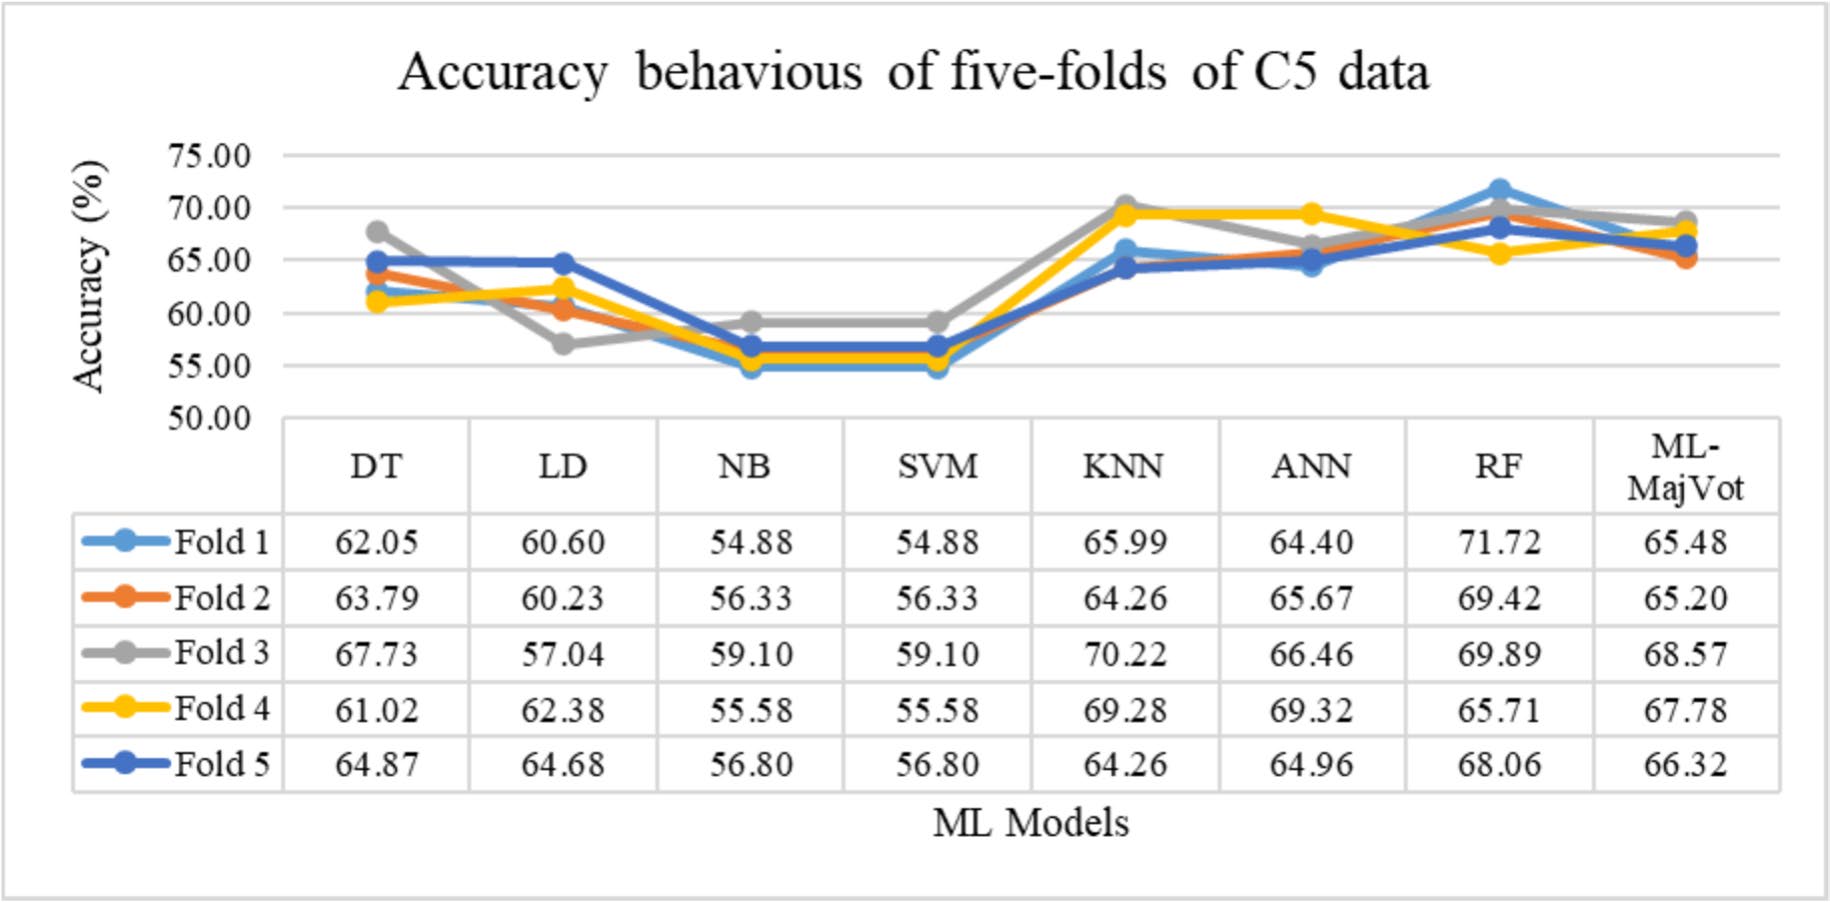 Accuracy behavious of five-folds of C5 data
Accuracy (%)
75.00
70.00
65.00
60.00
55.00
50.00
DT LD NB SVM KNN ANN RF ML-
MajVot
Fold 1 62.05 60.60 54.88 54.88 65.99 64.40 71.72 65.48
Fold 2 63.79 60.23 56.33 56.33 64.26 65.67 69.42 65.20
Fold 3 67.73 57.04 59.10 59.10 70.22 66.46 69.89 68.57
Fold 4 61.02 62.38 55.58 55.58 69.28 69.32 65.71 67.78
Fold 5 64.87 64.68 56.80 56.80 64.26 64.96 68.06 66.32
ML Models